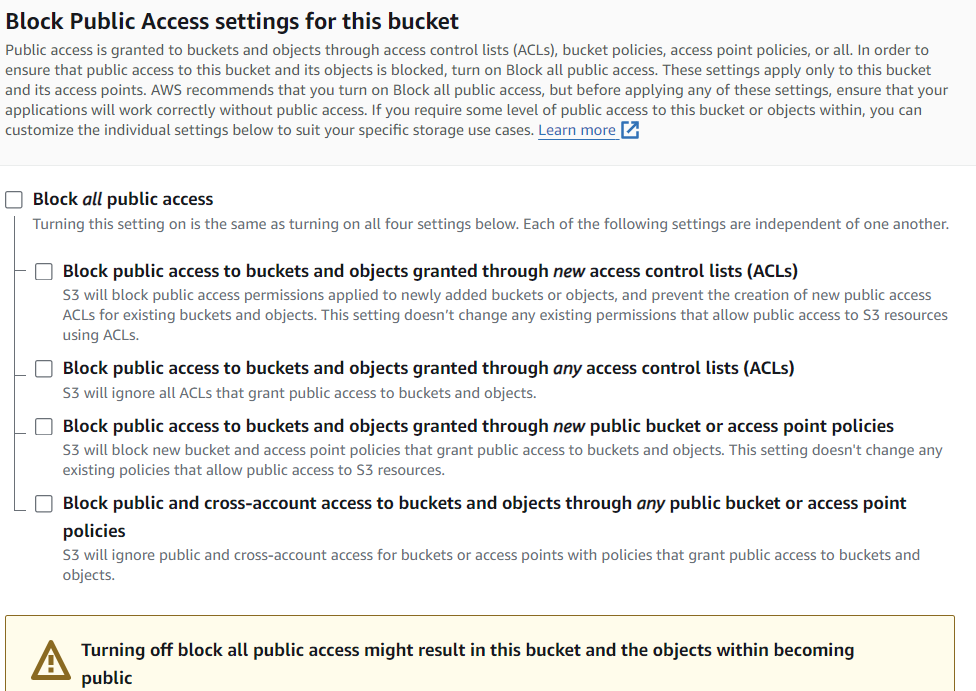 Block Public Access settings for this bucket
Public access is granted to buckets and objects through access control lists (ACLs), bucket policies, access point policies, or all. In order to
ensure that public access to this bucket and its objects is blocked, turn on Block all public access. These settings apply only to this bucket
and its access points. AWS recommends that you turn on Block all public access, but before applying any of these settings, ensure that your
applications will work correctly without public access. If you require some level of public access to this bucket or objects within, you can
customize the individual settings below to suit your specific storage use cases. Learn more
Block all public access
Turning this setting on is the same as turning on all four settings below. Each of the following settings are independent of one another.
Block public access to buckets and objects granted through new access control lists (ACLs)
S3 will block public access permissions applied to newly added buckets or objects, and prevent the creation of new public access
ACLs for existing buckets and objects. This setting doesn't change any existing permissions that allow public access to S3 resources
using ACLs.
Block public access to buckets and objects granted through any access control lists (ACLs)
S3 will ignore all ACLs that grant public access to buckets and objects.
Block public access to buckets and objects granted through new public bucket or access point policies
S3 will block new bucket and access point policies that grant public access to buckets and objects. This setting doesn't change any
existing policies that allow public access to S3 resources.
Block public and cross-account access to buckets and objects through any public bucket or access point
policies
S3 will ignore public and cross-account access for buckets or access points with policies that grant public access to buckets and
objects.
Turning off block all public access might result in this bucket and the objects within becoming
public